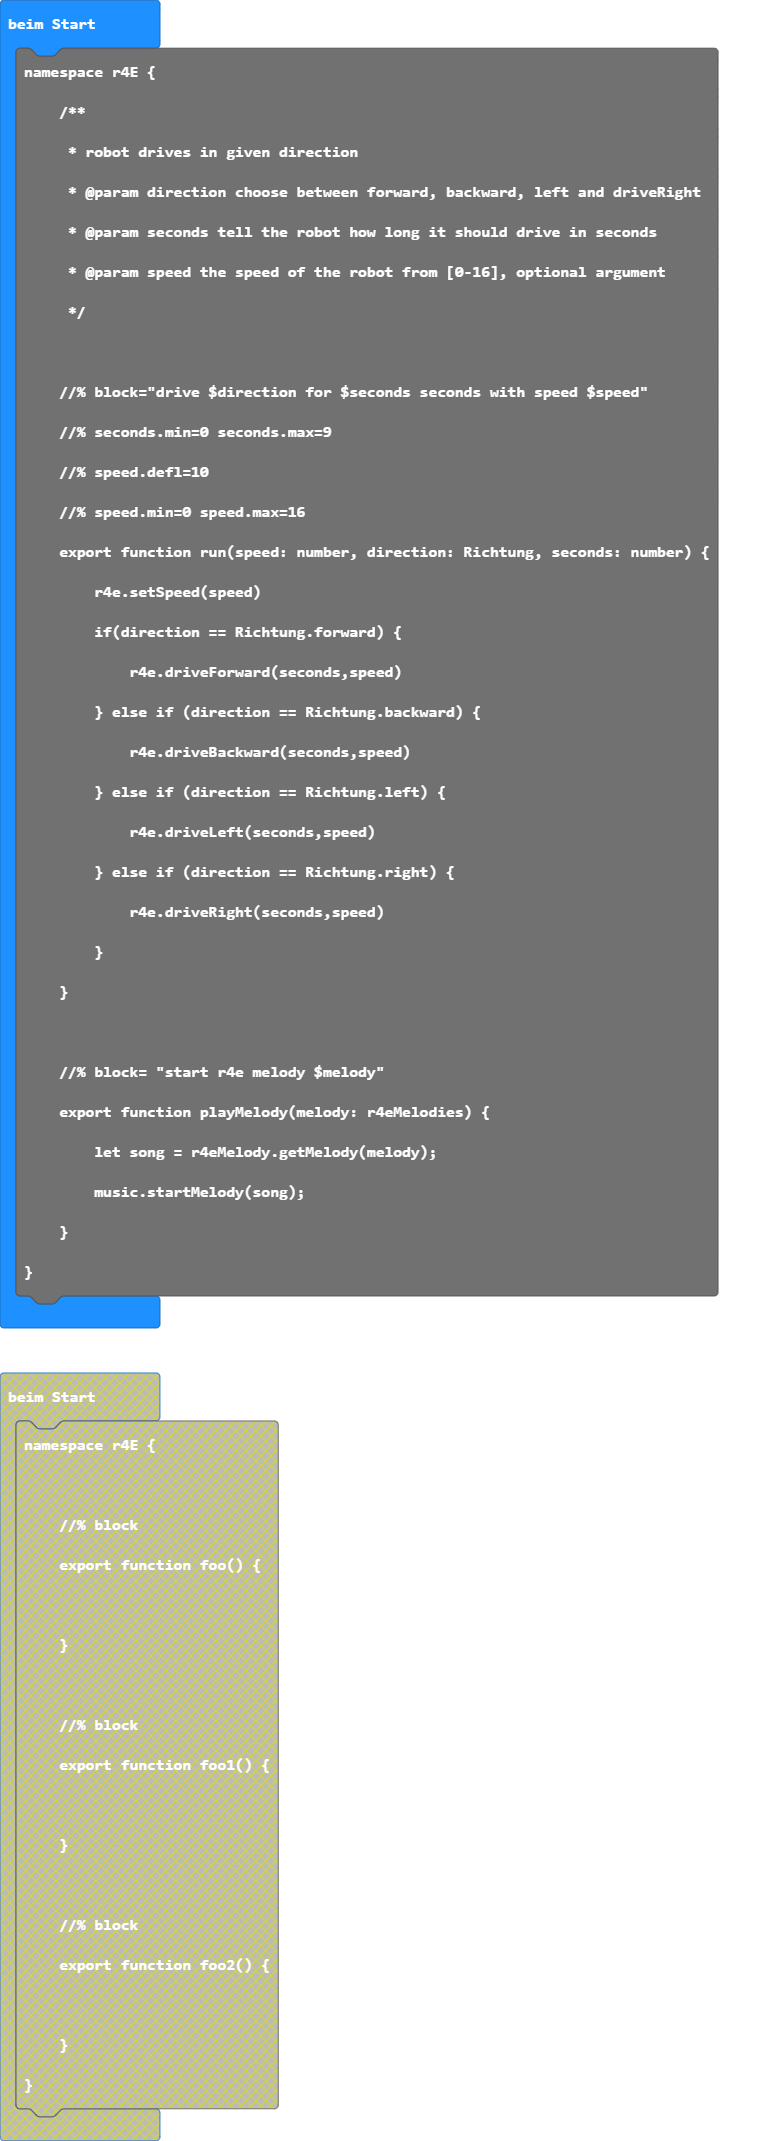 beim Start
namespace r4E {
/**
* robot drives in given direction
* @param direction choose between forward, backward, left and driveRight
* @param seconds tell the robot how long it should drive in seconds
* @param speed the speed of the robot from [0-16], optional argument
*/
//% block="drive $direction for $seconds seconds with speed $speed"
//% seconds.min=0 seconds.max=9
//% speed.defl=10
//% speed.min=0 speed.max=16
export function run(speed: number, direction: Richtung, seconds: number) {
r4e.setSpeed(speed)
if(direction == Richtung.forward) {
r4e.driveForward(seconds,speed)
} else if (direction == Richtung.backward) {
r4e.driveBackward(seconds,speed)
} else if (direction == Richtung.left) {
r4e.driveLeft(seconds,speed)
} else if (direction == Richtung.right) {
r4e.driveRight(seconds,speed)
}
}
//% block= "start r4e melody $melody"
export function playMelody(melody: r4eMelodies) {
let song = r4eMelody.getMelody(melody);
music.startMelody(song);
}
}
beim Start
namespace r4E {
//% block
export function foo() {
}
//% block
export function foo1() {
}
//% block
export function foo2() {
}
}